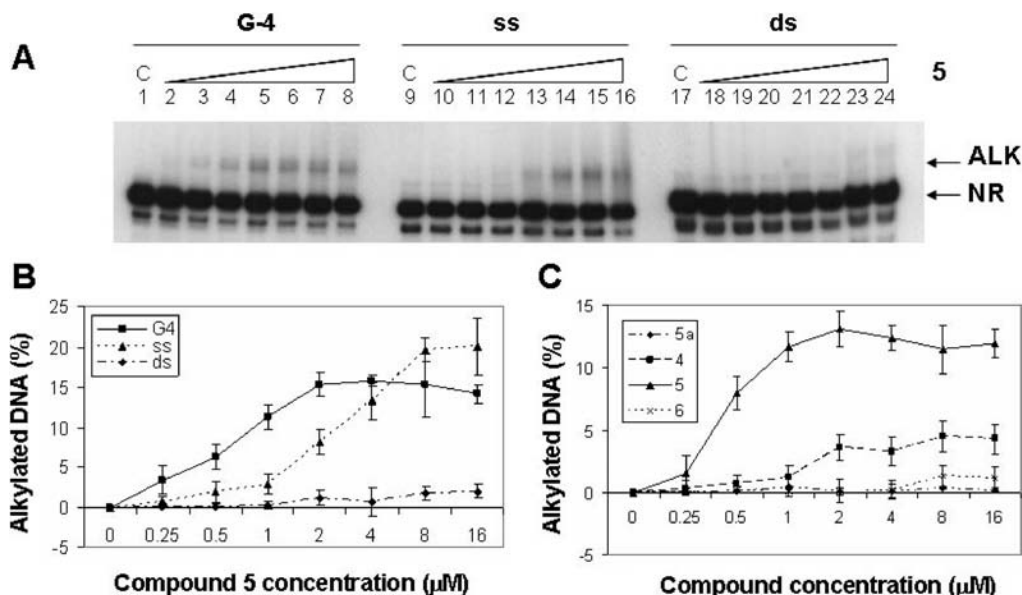 G-4 ss ds
A
C C 5
1 2 3 4 5 6 7 8 9 10 11 12 13 14 15 16 17 18 19 20 21 22 23 24
ALK
NR
B
Alkylated DNA (%)
25
20
15
10
5
0
-5
G4
ss
ds
0 0.25 0.5 1 2 4 8 16
Compound 5 concentration (μM)
C
Alkylated DNA (%)
15
10
5
0
-5
5a
4
5
6
0 0.25 0.5 1 2 4 8 16
Compound concentration (μM)